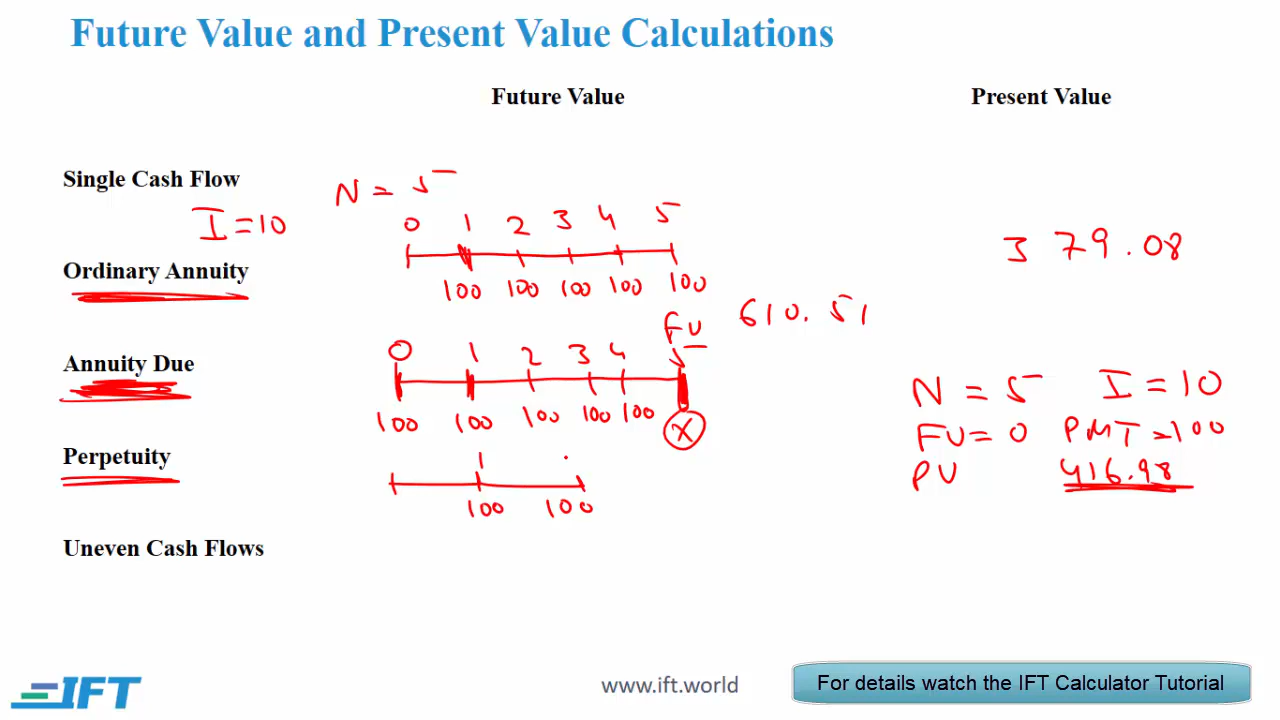 Future Value and Present Value Calculations
Future Value Present Value
Single Cash Flow
N = 5
I = 10
0 1 2 3 4 5
379.08
Ordinary Annuity
100 100 100 100 100
FV 610.51
0 1 2 3 4 5
Annuity Due
N = 5 I = 10
100 100 100 100 100 X
FV = 0 PMT = 100
Perpetuity
1
PV 416.98
100 100
Uneven Cash Flows
IFT
www.ift.world
For details watch the IFT Calculator Tutorial